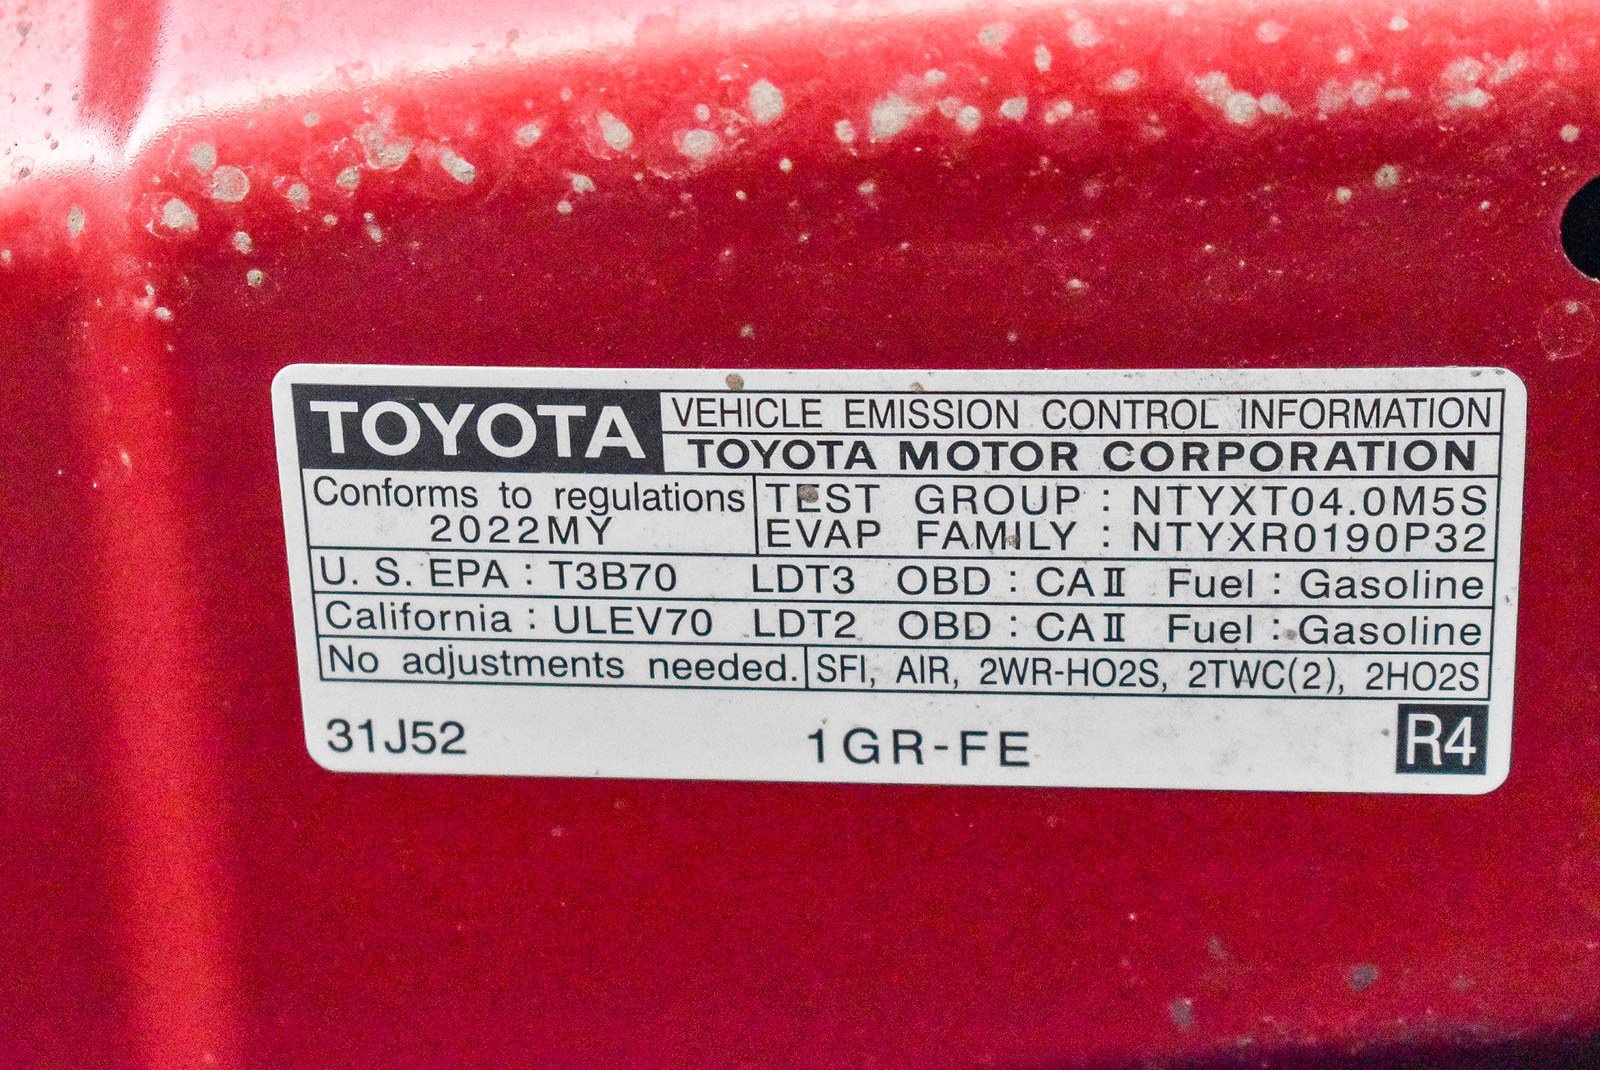 TOYOTA VEHICLE EMISSION CONTROL INFORMATION
TOYOTA MOTOR CORPORATION
Conforms to regulations
2022MY
TEST GROUP : NTYXT04.0M5S
EVAP FAMILY : NTYXR0190P32
U. S. EPA : T3B70 LDT3 OBD : CAⅡ Fuel : Gasoline
California : ULEV70 LDT2 OBD : CAⅡ Fuel : Gasoline
No adjustments needed. SFI, AIR, 2WR-HO2S, 2TWC(2), 2HO2S
31J52 1GR-FE R4